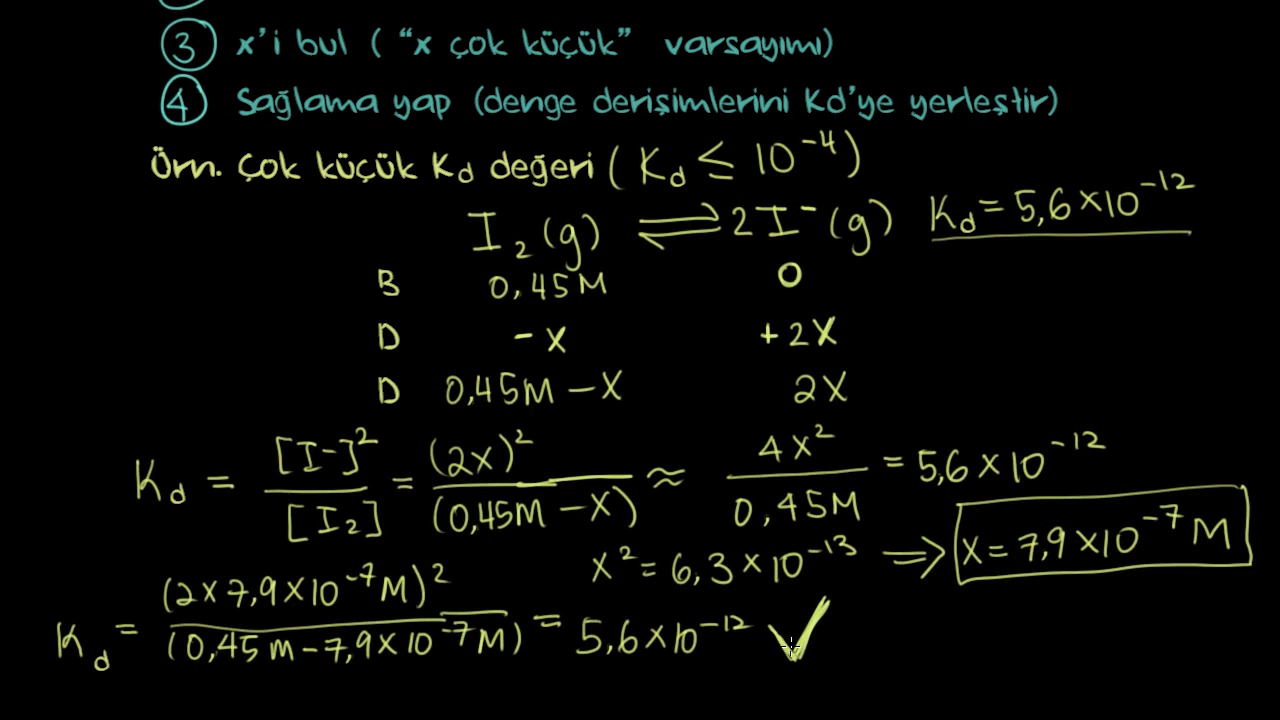 3 x'i bul ( "x çok küçük" varsayımı)
4 Sağlama yap (denge derişimlerini Kd'ye yerleştir)
Örn. Çok küçük Kd değeri ( Kd ≤ 10⁻⁴)
I₂(g) ⇌ 2I⁻(g) Kd = 5,6×10⁻¹²
B 0,45M 0
D -x +2x
D 0,45M - x 2x
Kd = [I-]² / [I₂] = (2x)² / (0,45M - x) ≈ 4x² / 0,45M = 5,6×10⁻¹²
x² = 6,3×10⁻¹³ ⇒ x = 7,9×10⁻⁷ M
Kd = (2×7,9×10⁻⁷M)² / (0,45M - 7,9×10⁻⁷M) = 5,6×10⁻¹² ✓